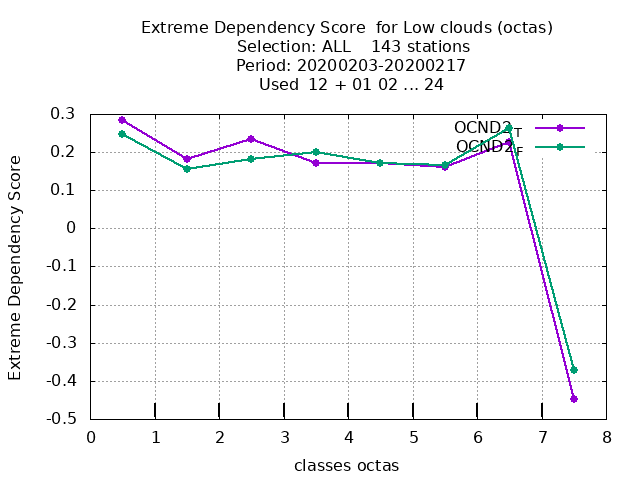 Extreme Dependency Score for Low clouds (octas)
Selection: ALL 143 stations
Period: 20200203-20200217
Used 12 + 01 02 ... 24
Extreme Dependency Score
0.3
0.2
0.1
0
-0.1
-0.2
-0.3
-0.4
-0.5
OCND2_T
OCND2_F
0 1 2 3 4 5 6 7 8
classes octas